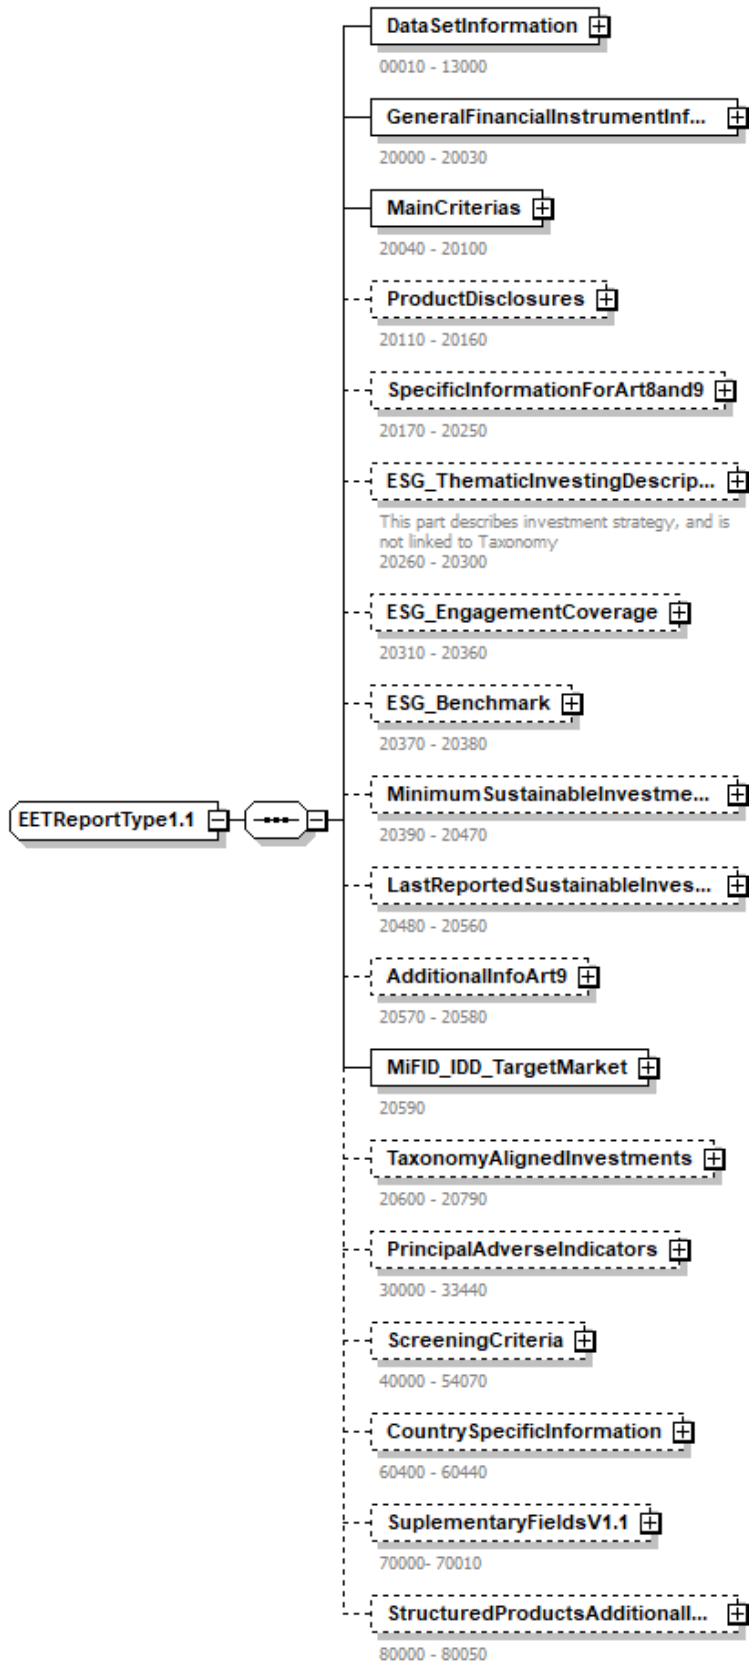 DataSetInformation
00010 - 13000
GeneralFinancialInstrumentInf...
20000 - 20030
MainCriterias
20040 - 20100
ProductDisclosures
20110 - 20160
SpecificInformationForArt8and9
20170 - 20250
ESG_ThematicInvestingDescrip...
This part describes investment strategy, and is
not linked to Taxonomy
20260 - 20300
ESG_EngagementCoverage
20310 - 20360
ESG_Benchmark
20370 - 20380
MinimumSustainableInvestme...
20390 - 20470
EETReportType1.1
LastReportedSustainableInves...
20480 - 20560
AdditionalInfoArt9
20570 - 20580
MiFID_IDD_TargetMarket
20590
TaxonomyAlignedInvestments
20600 - 20790
PrincipalAdverseIndicators
30000 - 33440
ScreeningCriteria
40000 - 54070
CountrySpecificInformation
60400 - 60440
SuplementaryFieldsV1.1
70000- 70010
StructuredProductsAdditionalI...
80000 - 80050